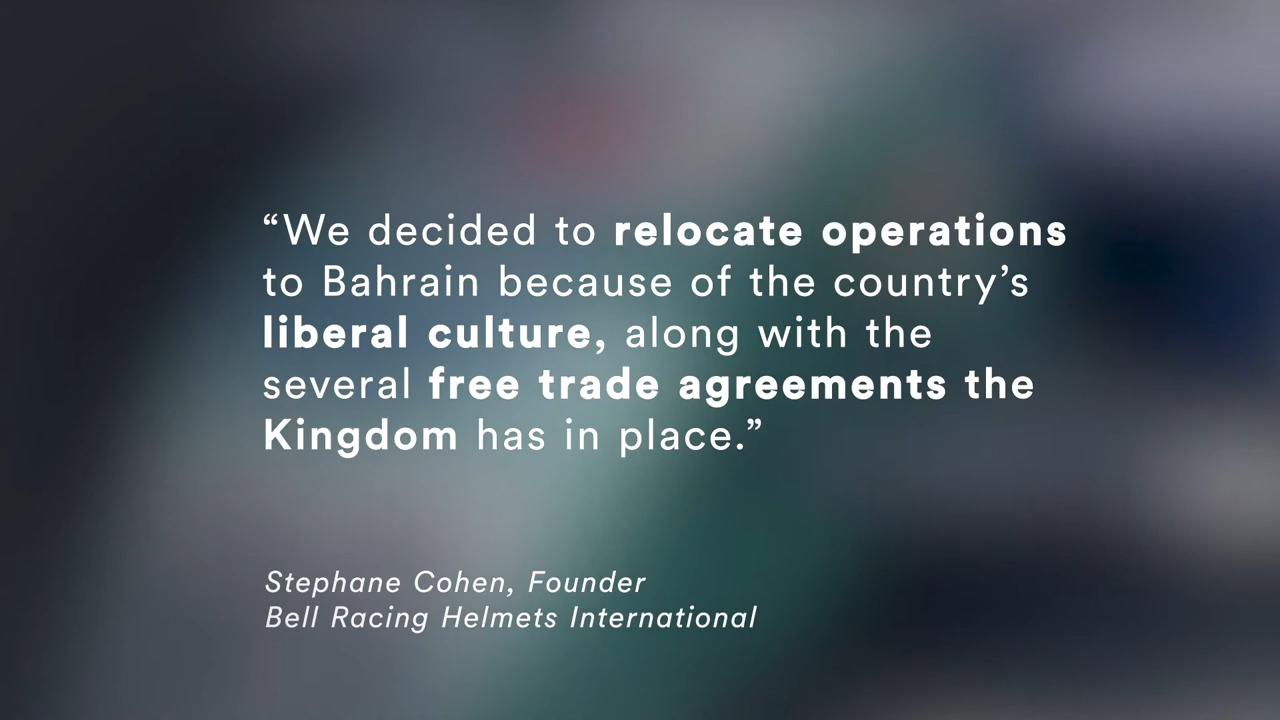 “We decided to relocate operations
to Bahrain because of the country’s
liberal culture, along with the
several free trade agreements the
Kingdom has in place.”
Stephane Cohen, Founder
Bell Racing Helmets International